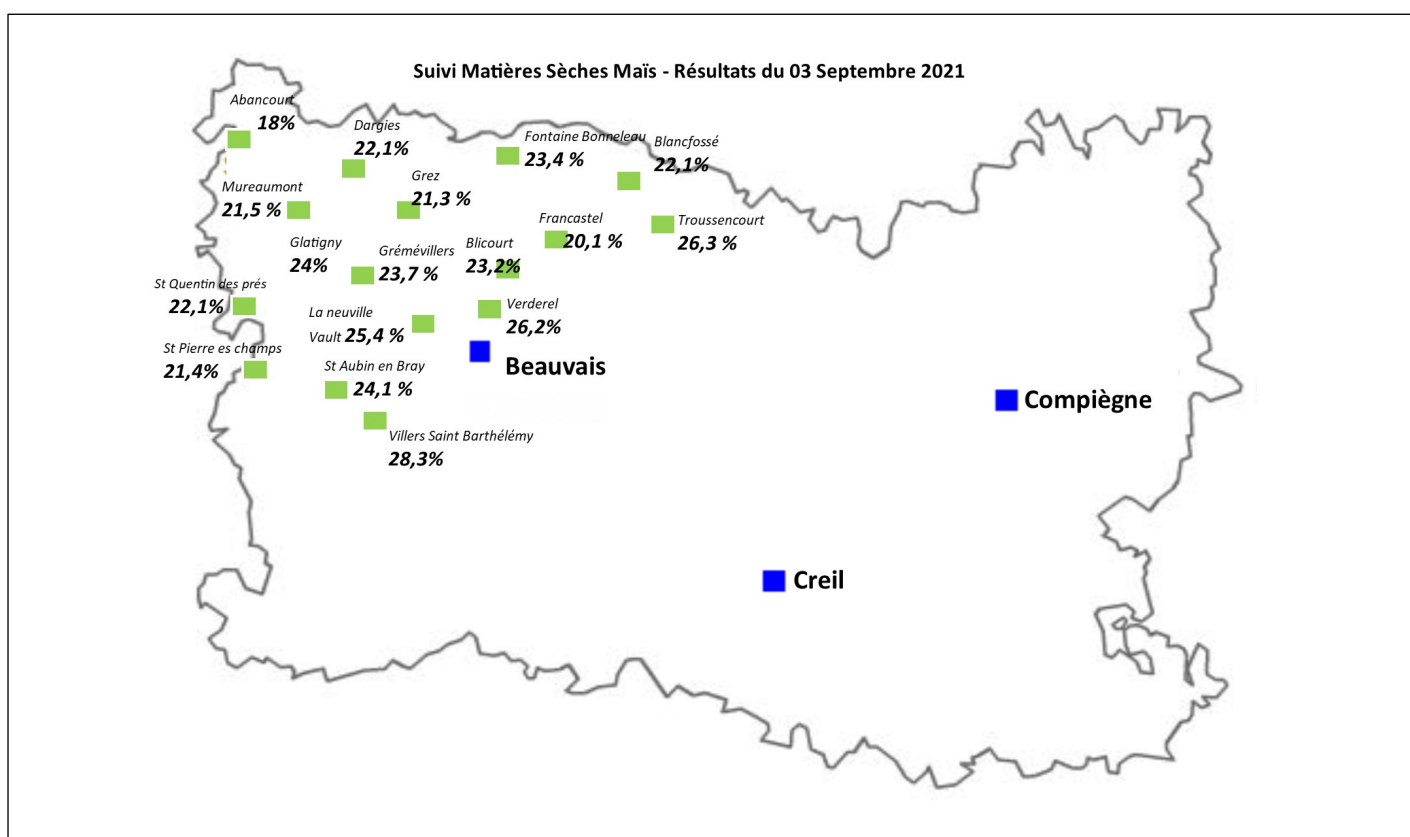 Suivi Matières Sèches Maïs - Résultats du 03 Septembre 2021
Abancourt
18%
Dargies
22,1%
Fontaine Bonneleau
23,4 %
Blancfossé
22,1%
Grez
21,3 %
Mureaumont
21,5 %
Francastel
20,1 %
Troussencourt
26,3 %
Glatigny
24%
Grémévillers
23,7 %
Blicourt
23,2%
St Quentin des prés
22,1%
La neuville
Vault 25,4 %
Verderel
26,2%
St Pierre es champs
21,4%
St Aubin en Bray
24,1 %
Beauvais
Villers Saint Barthélémy
28,3%
Compiègne
Creil